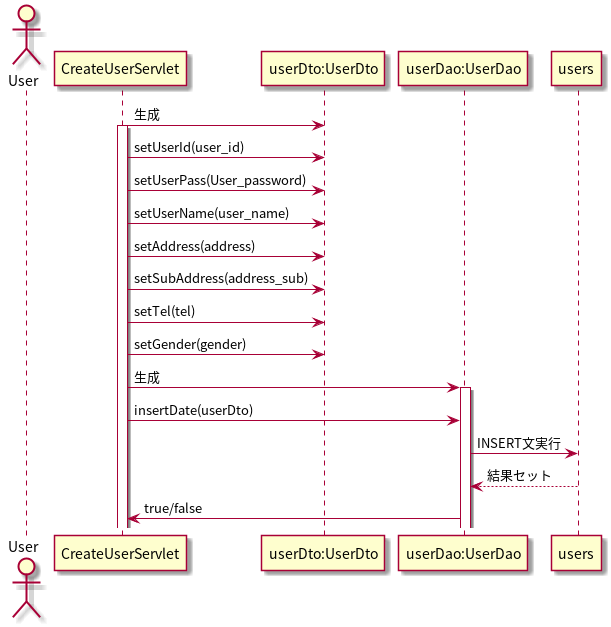 User
CreateUserServlet
userDto:UserDto
userDao:UserDao
users
生成
setUserId(user_id)
setUserPass(User_password)
setUserName(user_name)
setAddress(address)
setSubAddress(address_sub)
setTel(tel)
setGender(gender)
生成
insertDate(userDto)
INSERT文実行
結果セット
true/false
User
CreateUserServlet
userDto:UserDto
userDao:UserDao
users